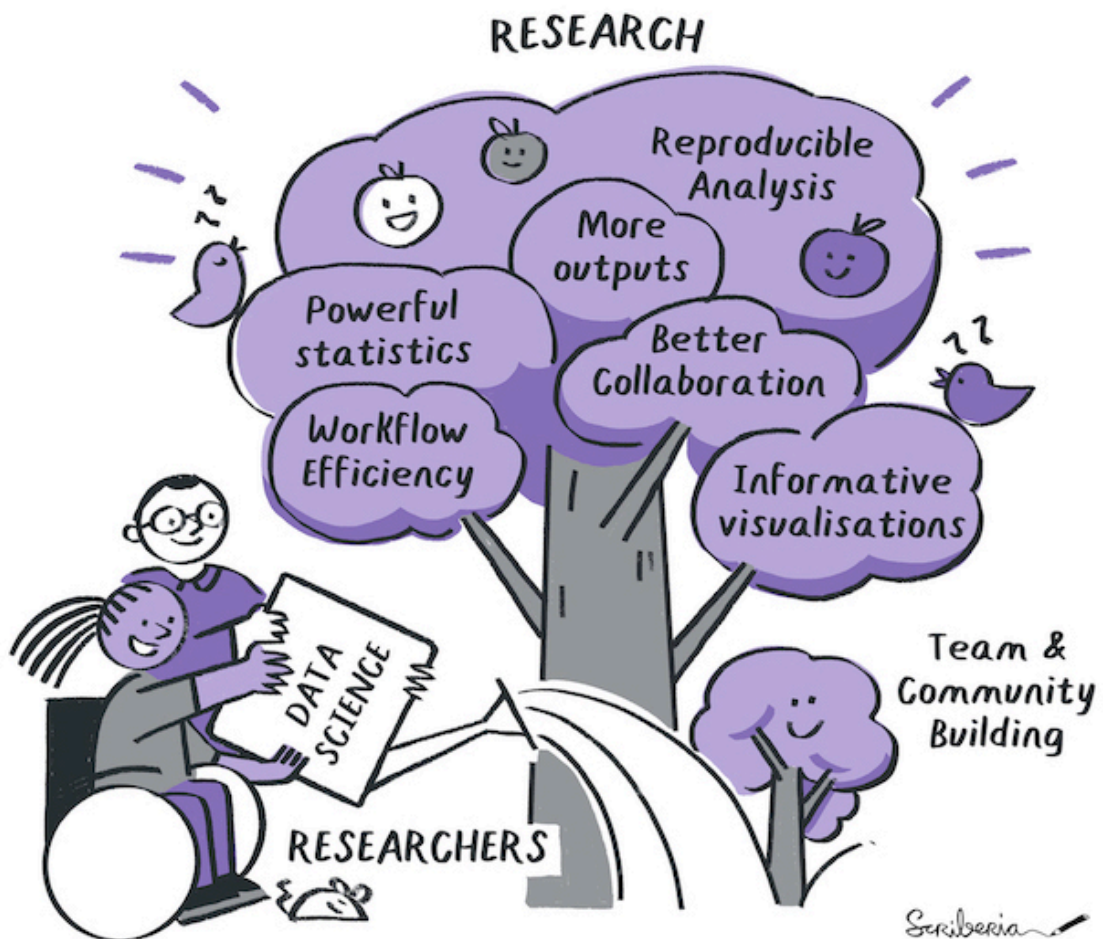 RESEARCH
Reproducible
Analysis
More
outputs
Powerful
statistics
Better
Collaboration
Workflow
Efficiency
Informative
visualisations
DATA
SCIENCE
Team &
Community
Building
RESEARCHERS
Scriberia